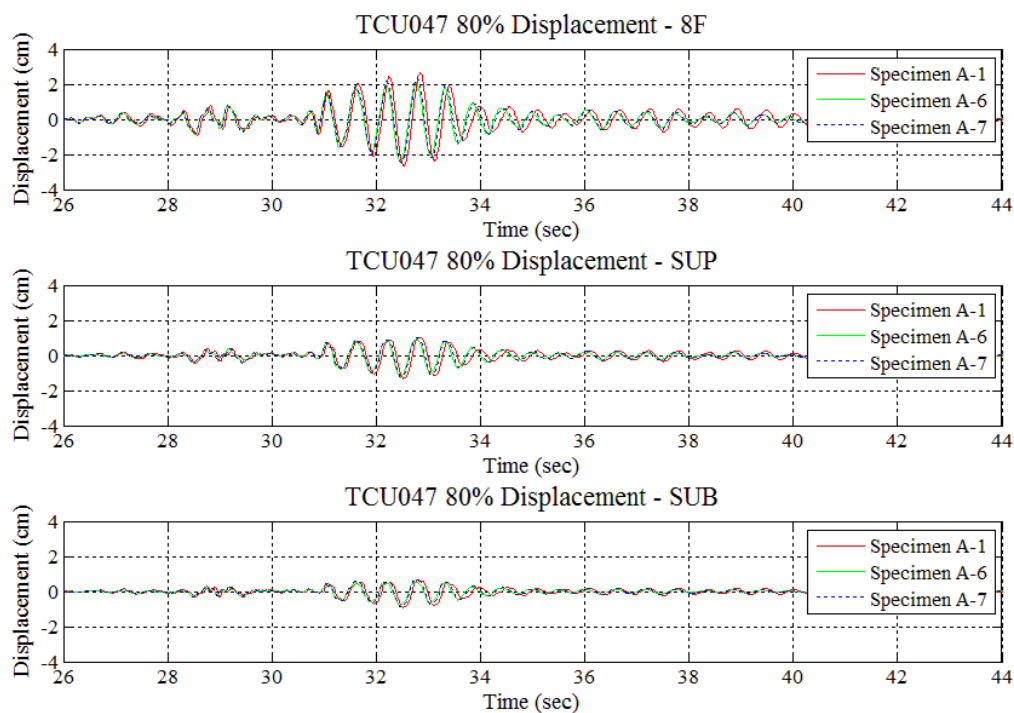 TCU047 80% Displacement - 8F
Displacement (cm)
4
2
0
-2
-4
Specimen A-1
Specimen A-6
Specimen A-7
26 28 30 32 34 36 38 40 42 44
Time (sec)
TCU047 80% Displacement - SUP
Displacement (cm)
4
2
0
-2
-4
Specimen A-1
Specimen A-6
Specimen A-7
26 28 30 32 34 36 38 40 42 44
Time (sec)
TCU047 80% Displacement - SUB
Displacement (cm)
4
2
0
-2
-4
Specimen A-1
Specimen A-6
Specimen A-7
26 28 30 32 34 36 38 40 42 44
Time (sec)